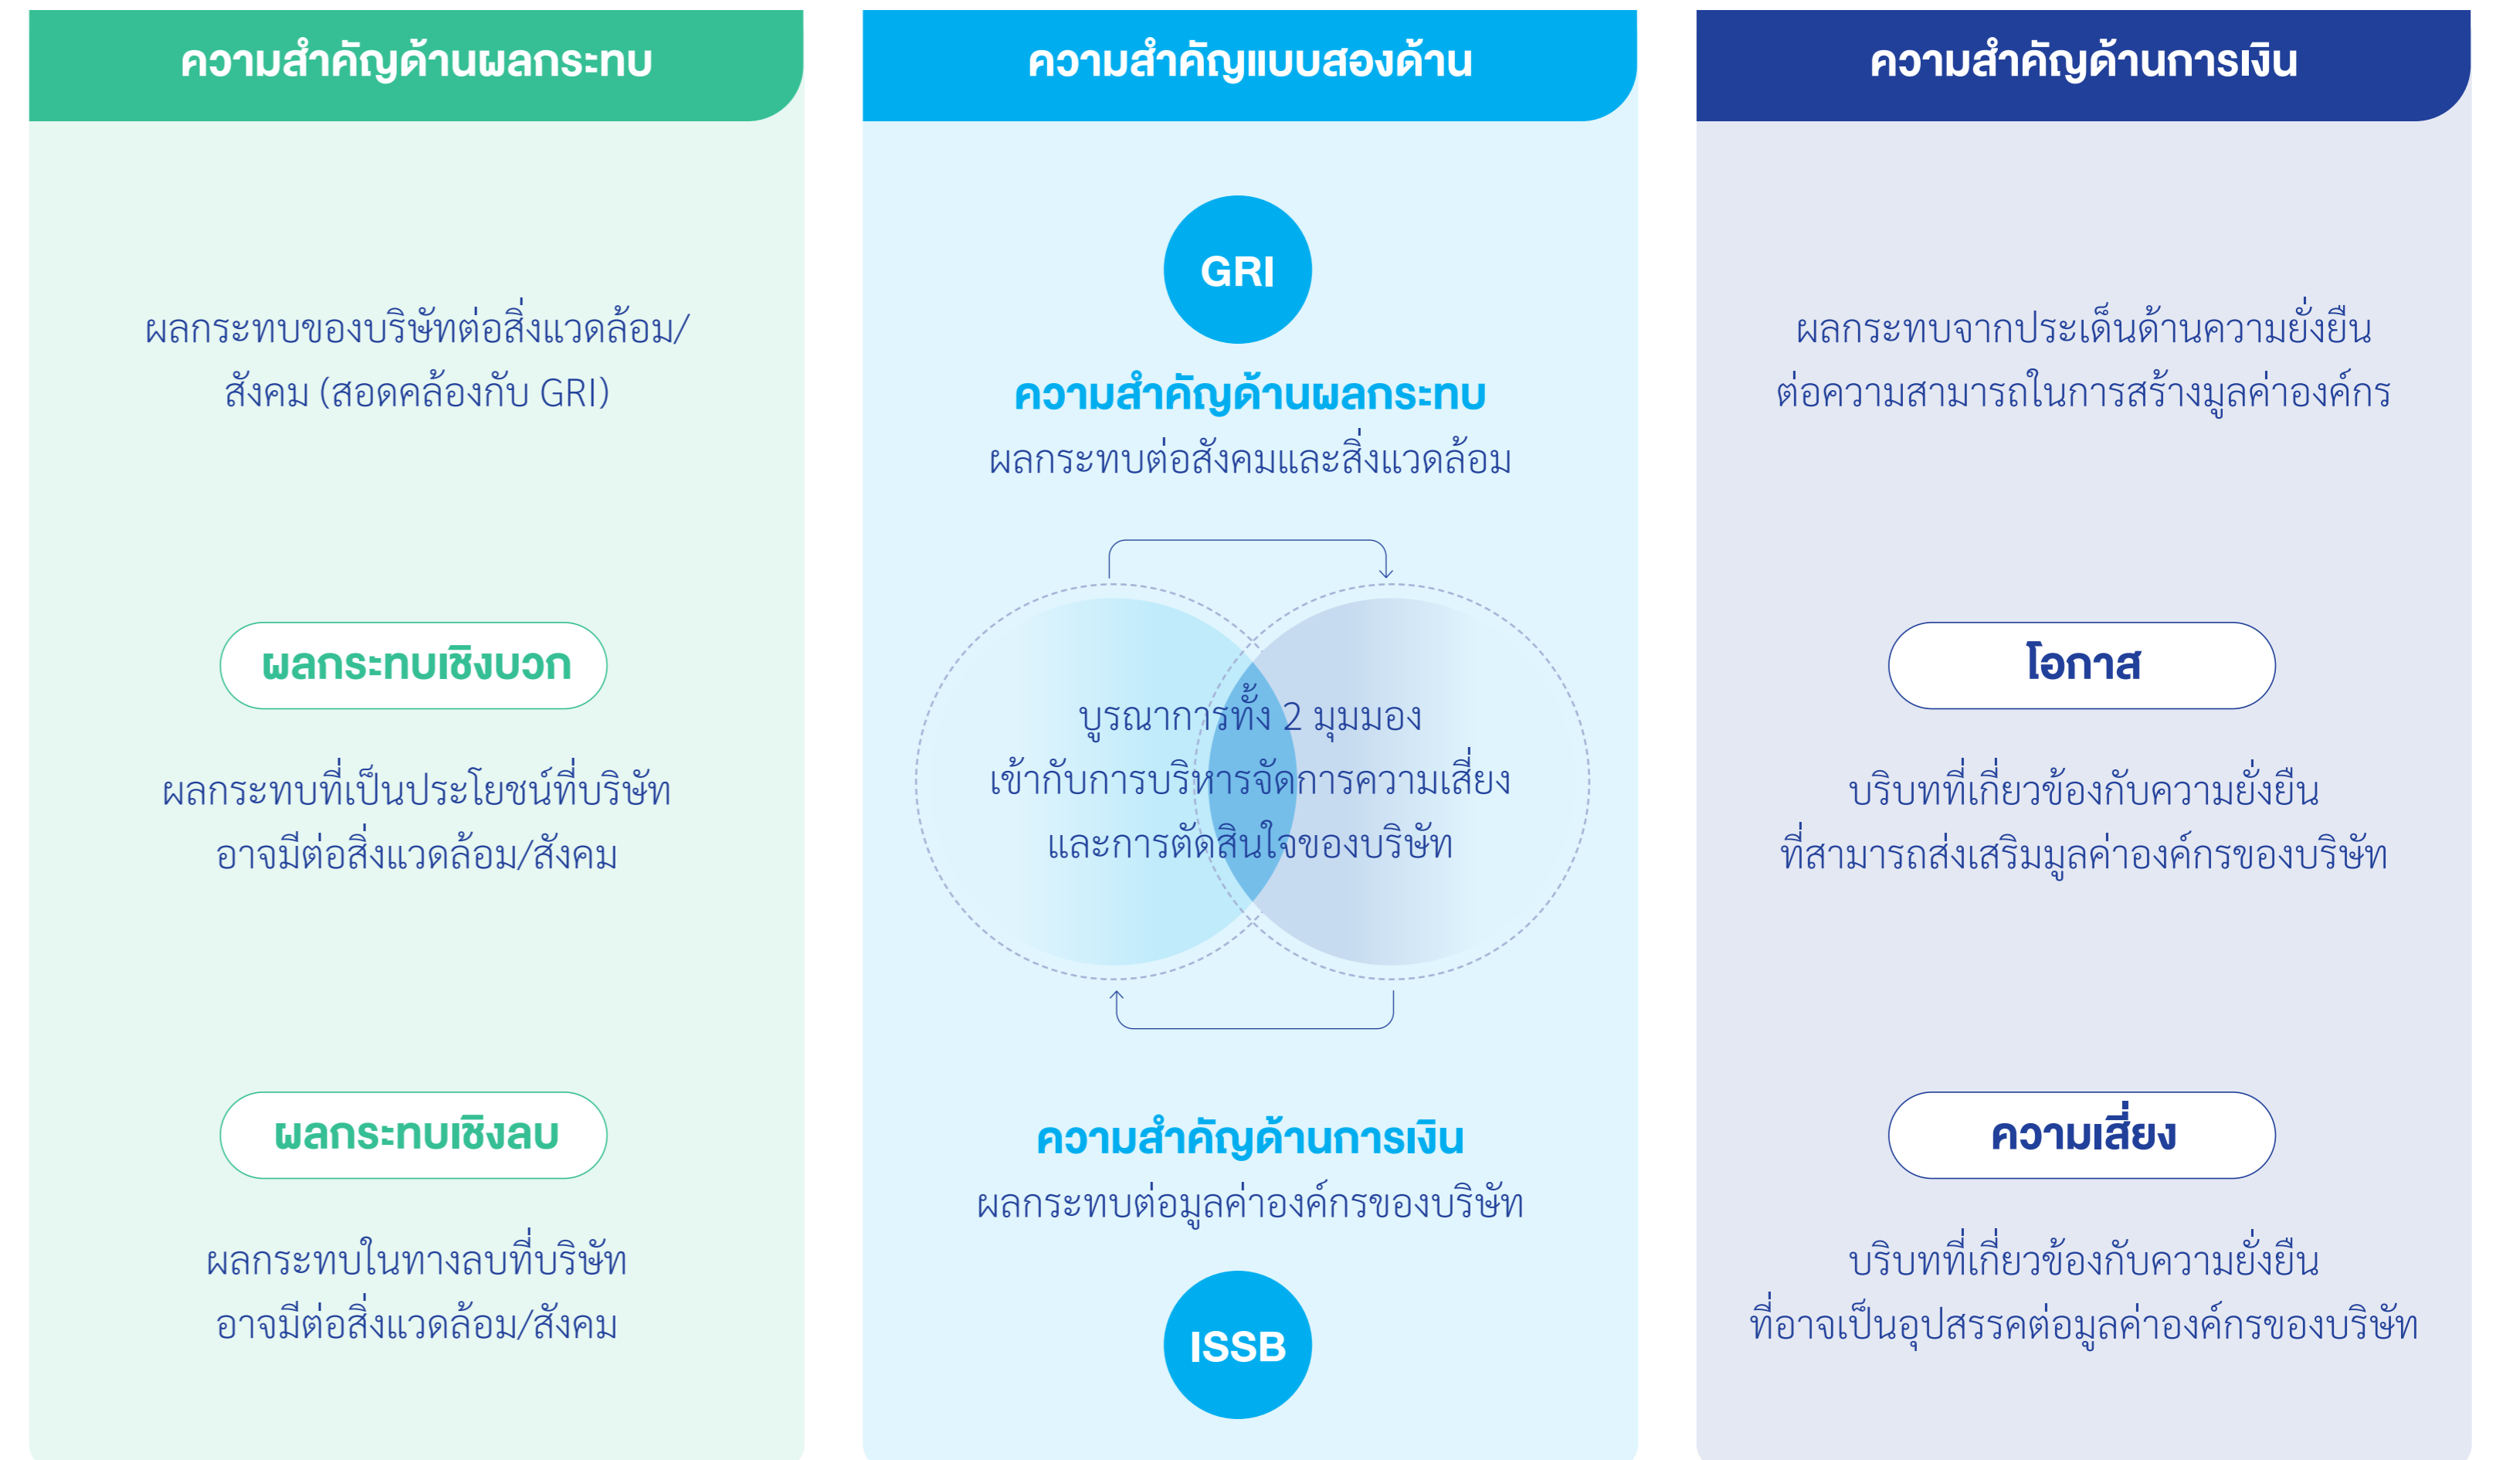 ความสำคัญด้านผลกระทบ
ผลกระทบของบริษัทต่อสิ่งแวดล้อม/
สังคม (สอดคล้องกับ GRI)
ผลกระทบเชิงบวก
ผลกระทบที่เป็นประโยชน์ที่บริษัท
อาจมีต่อสิ่งแวดล้อม/สังคม
ผลกระทบเชิงลบ
ผลกระทบในทางลบที่บริษัท
อาจมีต่อสิ่งแวดล้อม/สังคม
ความสำคัญแบบสองด้าน
GRI
ความสำคัญด้านผลกระทบ
ผลกระทบต่อสังคมและสิ่งแวดล้อม
บูรณาการทั้ง 2 มุมมอง
เข้ากับการบริหารจัดการความเสี่ยง
และการตัดสินใจของบริษัท
ความสำคัญด้านการเงิน
ผลกระทบต่อมูลค่าองค์กรของบริษัท
ISSB
ความสำคัญด้านการเงิน
ผลกระทบจากประเด็นด้านความยั่งยืน
ต่อความสามารถในการสร้างมูลค่าองค์กร
โอกาส
บริบทที่เกี่ยวข้องกับความยั่งยืน
ที่สามารถส่งเสริมมูลค่าองค์กรของบริษัท
ความเสี่ยง
บริบทที่เกี่ยวข้องกับความยั่งยืน
ที่อาจเป็นอุปสรรคต่อมูลค่าองค์กรของบริษัท